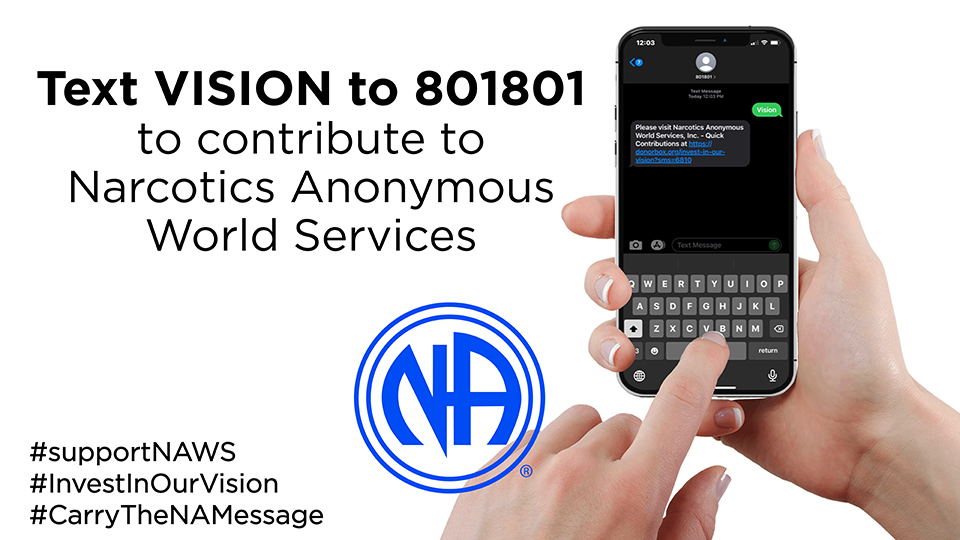 Text VISION to 801801
to contribute to
Narcotics Anonymous
World Services
NA
®
#supportNAWS
#InvestInOurVision
#CarryTheNAMessage
12:03
801801 >
Text Message
Today 12:03 PM
Vision
Please visit Narcotics Anonymous
World Services, Inc. - Quick
Contributions at https://
donorbox.org/invest-in-our-
vision?sms=6810
Text Message
Q W E R T Y U I O P
A S D F G H J K L
Z X C V B N M
3
return